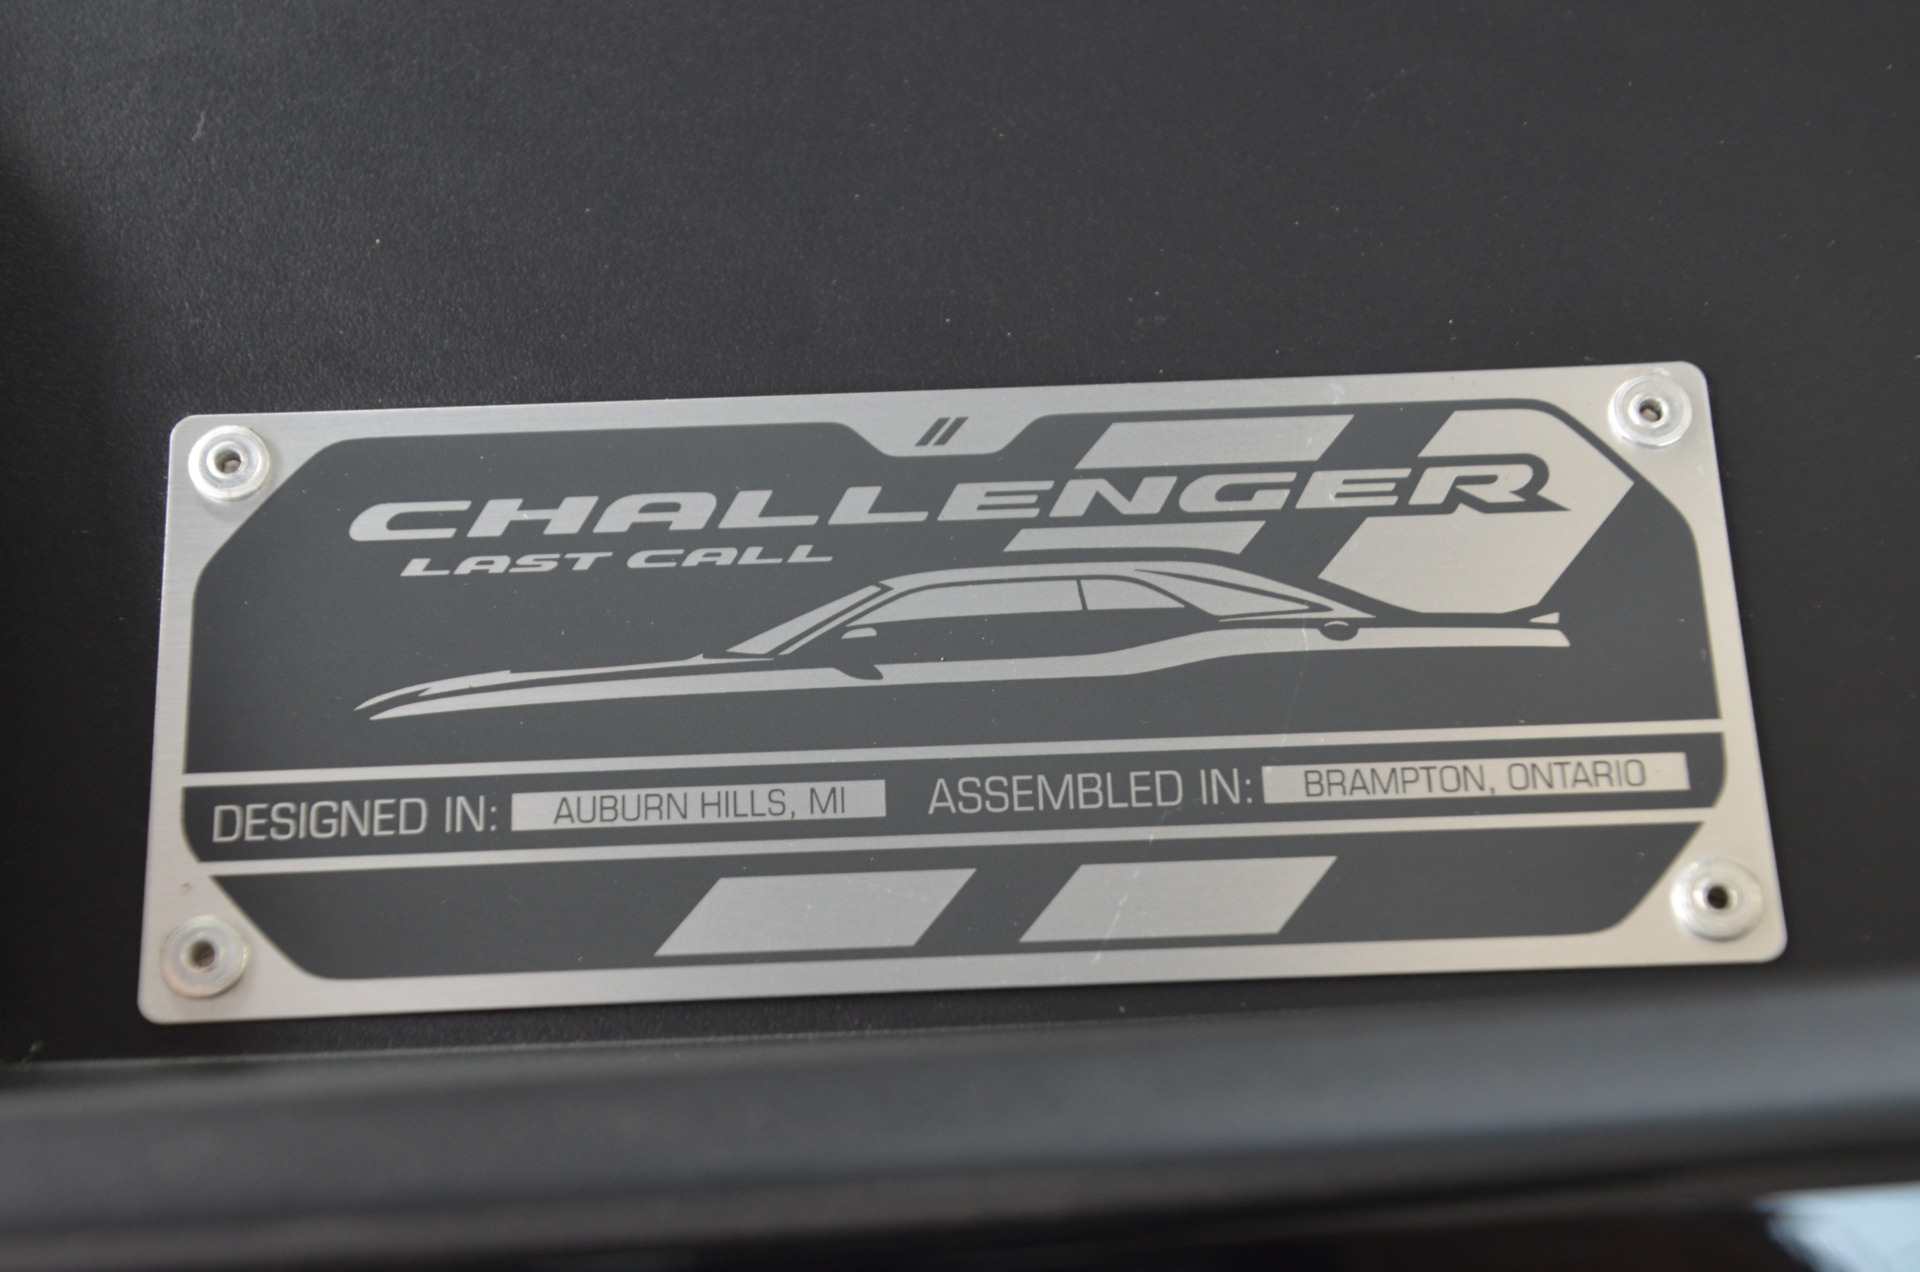 CHALLENGER
LAST CALL
DESIGNED IN: AUBURN HILLS, MI ASSEMBLED IN: BRAMPTON, ONTARIO